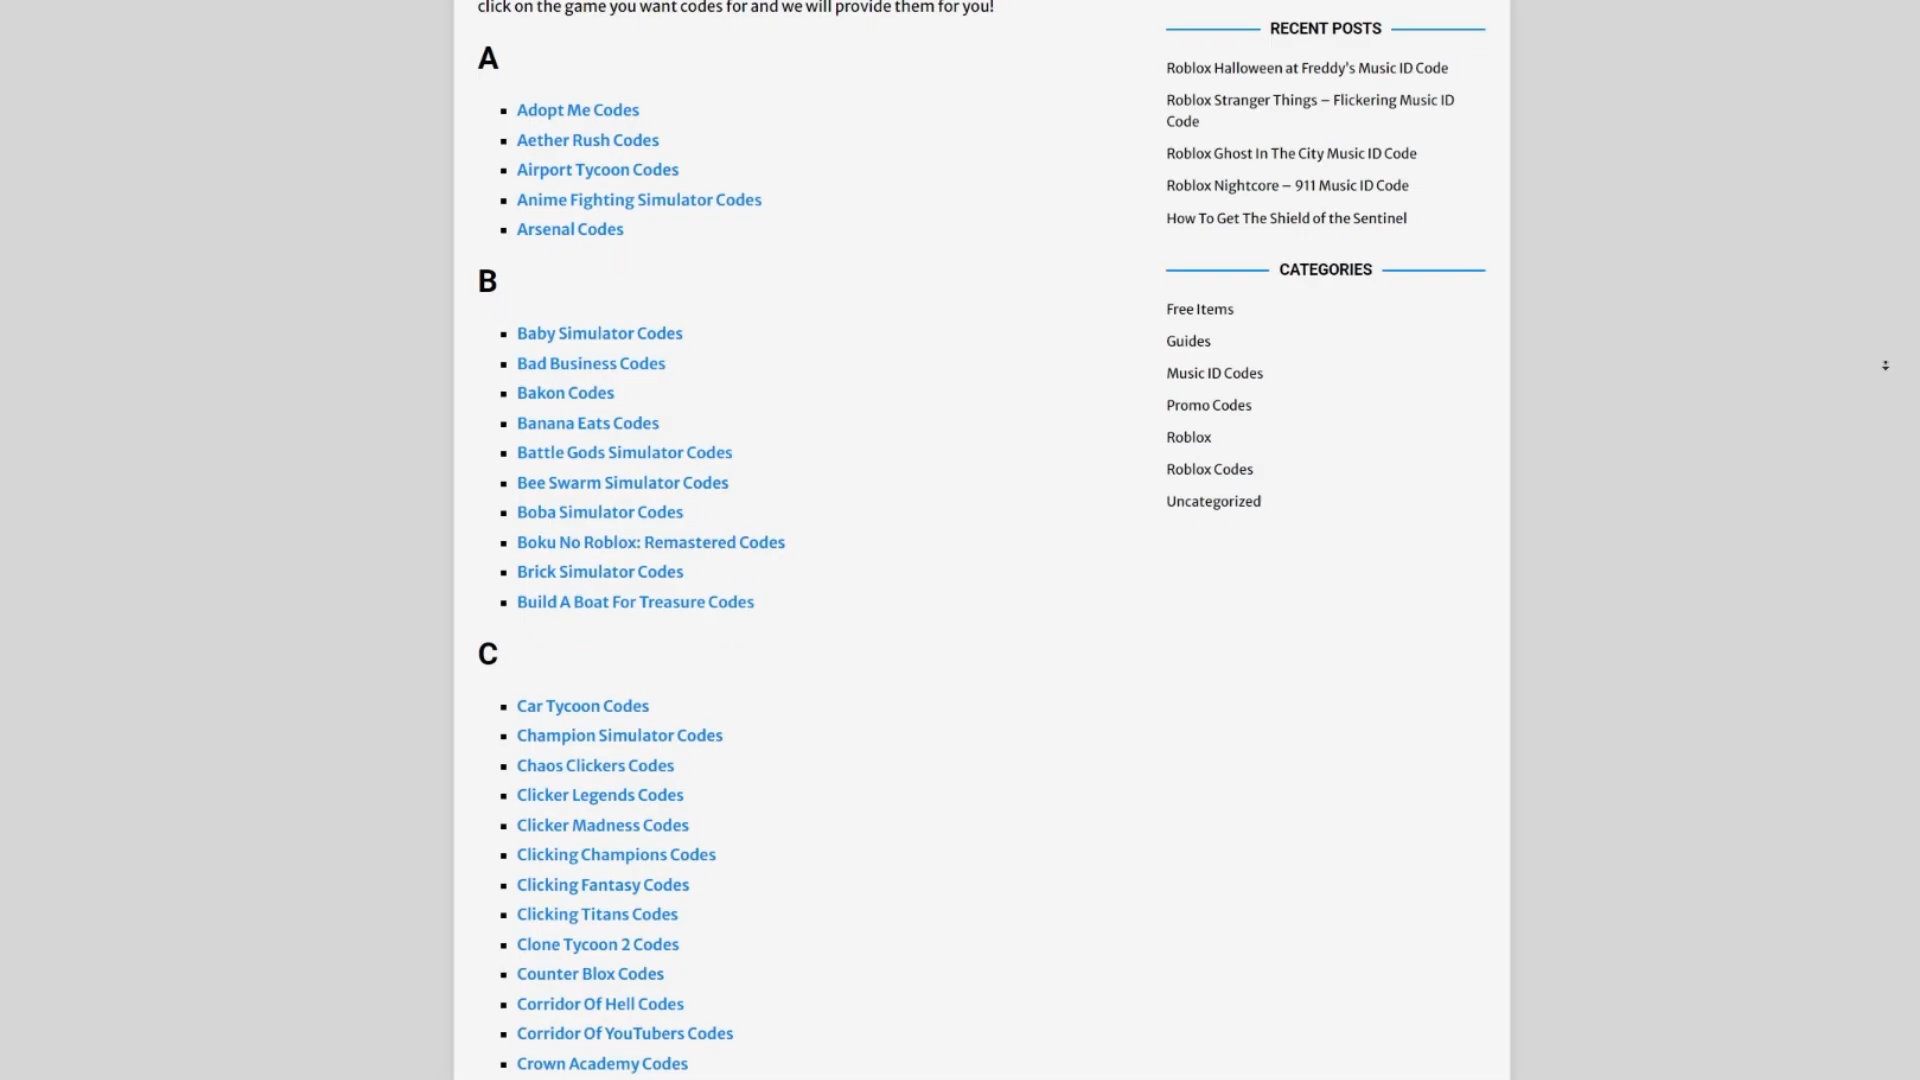 click on the game you want codes for and we will provide them for you!
A
Adopt Me Codes
Aether Rush Codes
Airport Tycoon Codes
Anime Fighting Simulator Codes
Arsenal Codes
B
Baby Simulator Codes
Bad Business Codes
Bakon Codes
Banana Eats Codes
Battle Gods Simulator Codes
Bee Swarm Simulator Codes
Boba Simulator Codes
Boku No Roblox: Remastered Codes
Brick Simulator Codes
Build A Boat For Treasure Codes
C
Car Tycoon Codes
Champion Simulator Codes
Chaos Clickers Codes
Clicker Legends Codes
Clicker Madness Codes
Clicking Champions Codes
Clicking Fantasy Codes
Clicking Titans Codes
Clone Tycoon 2 Codes
Counter Blox Codes
Corridor Of Hell Codes
Corridor Of YouTubers Codes
Crown Academy Codes
RECENT POSTS
Roblox Halloween at Freddy's Music ID Code
Roblox Stranger Things – Flickering Music ID
Code
Roblox Ghost In The City Music ID Code
Roblox Nightcore – 911 Music ID Code
How To Get The Shield of the Sentinel
CATEGORIES
Free Items
Guides
Music ID Codes
Promo Codes
Roblox
Roblox Codes
Uncategorized